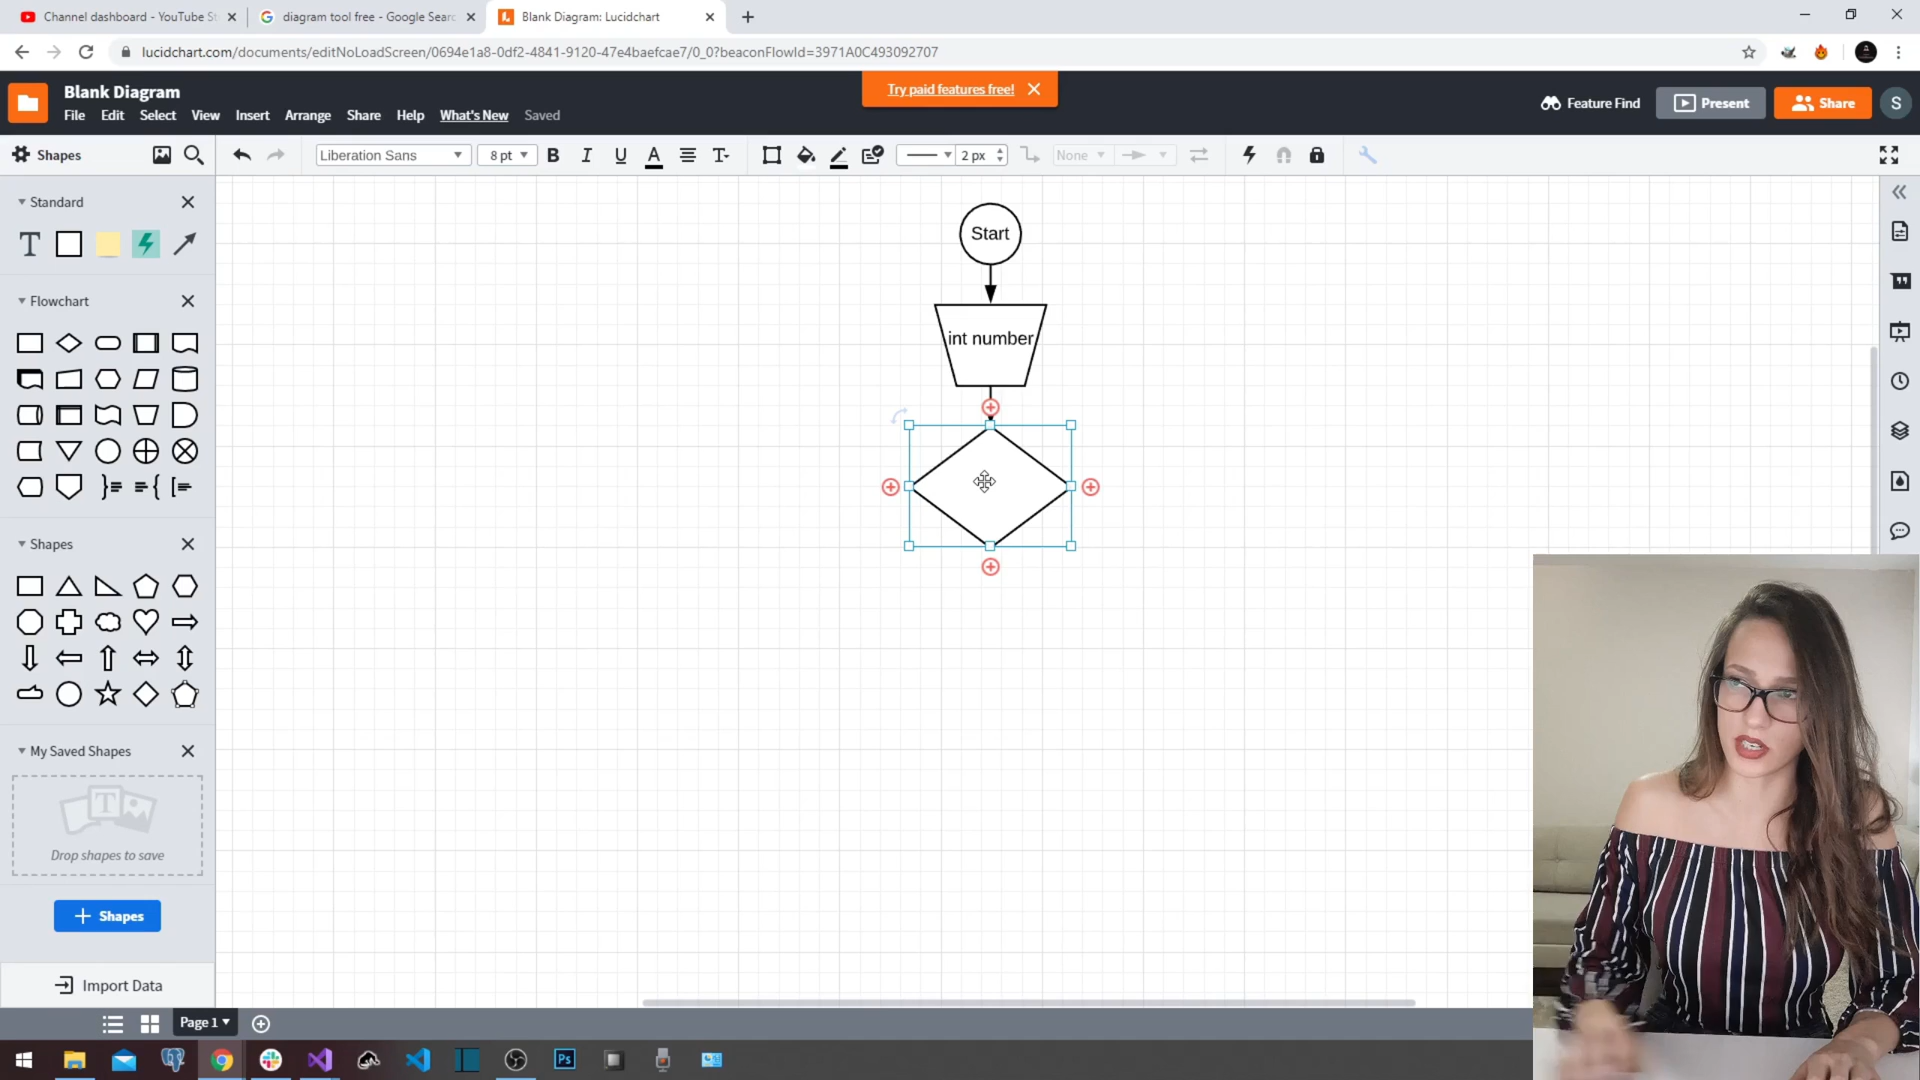 Channel dashboard - YouTube St
diagram tool free - Google Searc
Blank Diagram: Lucidchart
lucidchart.com/documents/editNoLoadScreen/0694e1a8-0df2-4841-9120-47e4baefcae7/0_0?beaconFlowId=3971A0C493092707
Blank Diagram
Try paid features free!
Feature Find
Present
Share
S
File Edit Select View Insert Arrange Share Help What's New Saved
Shapes
Liberation Sans
8 pt
B I U A T
2 px
None
Standard
T
Flowchart
Shapes
My Saved Shapes
T
Drop shapes to save
+ Shapes
Import Data
Start
int number
Page 1
Ps